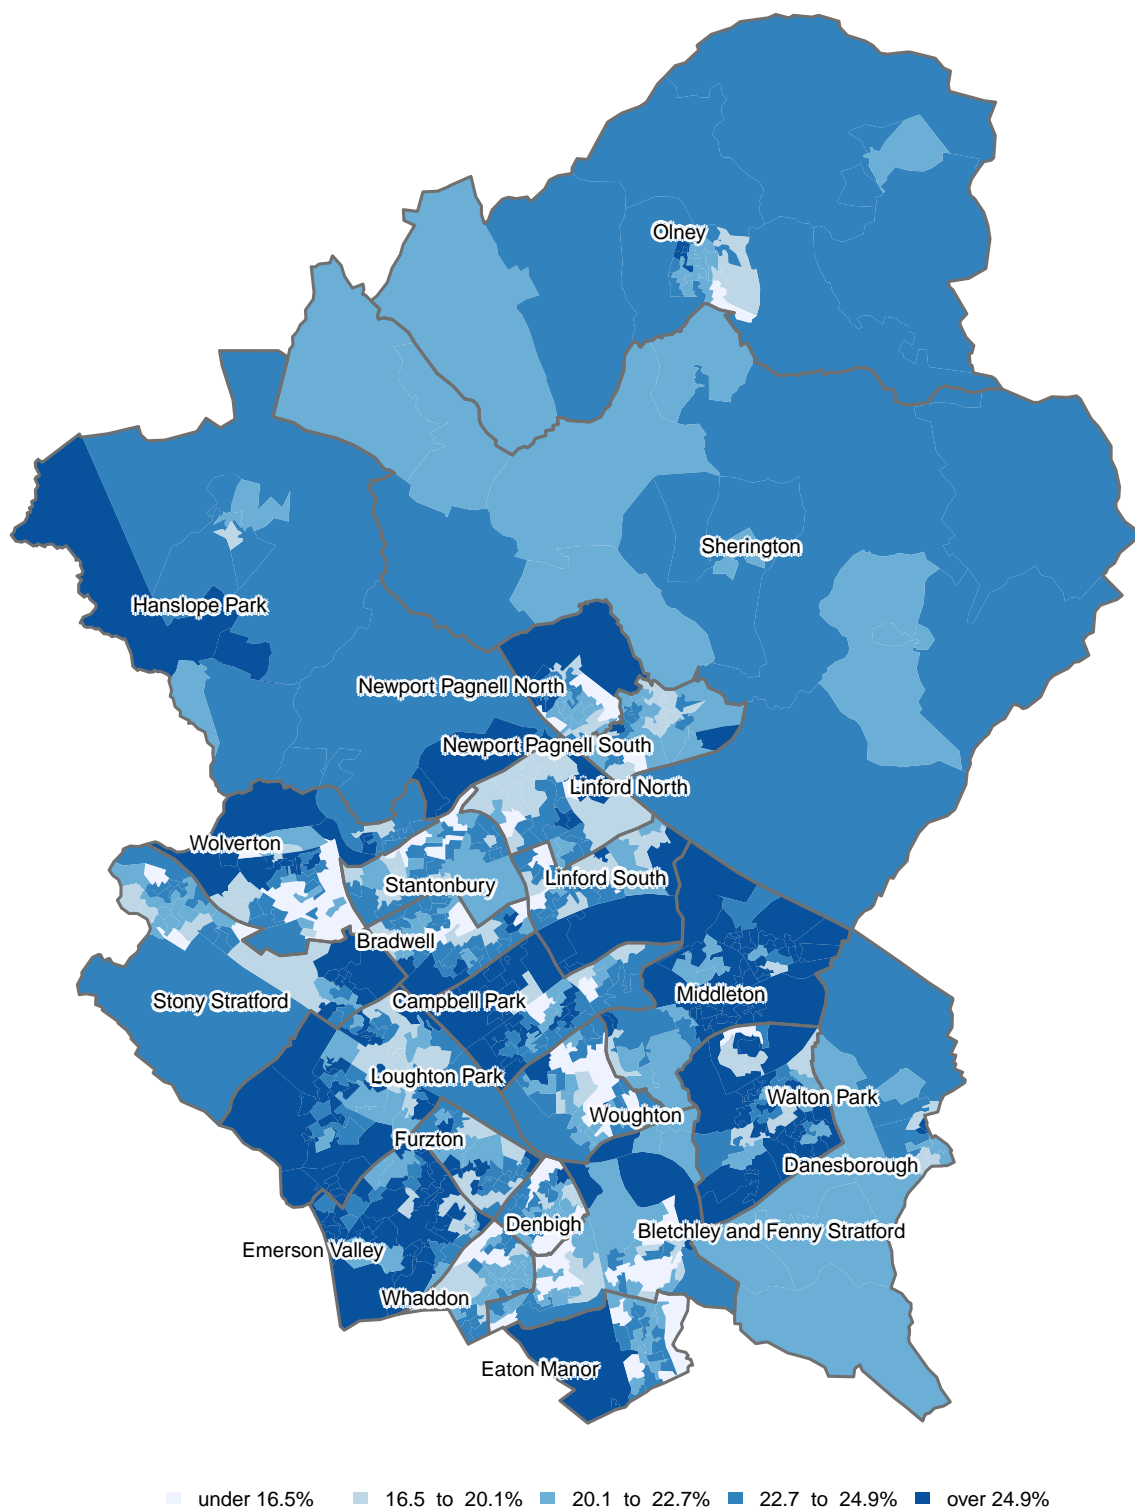 Olney
Sherington
Hanslope Park
Newport Pagnell North
Newport Pagnell South
Linford North
Wolverton
Linford South
Stantonbury
Bradwell
Middleton
Stony Stratford
Campbell Park
Loughton Park
Walton Park
Woughton
Furzton
Danesborough
Denbigh
Bletchley and Fenny Stratford
Emerson Valley
Whaddon
Eaton Manor
under 16.5% 16.5 to 20.1% 20.1 to 22.7% 22.7 to 24.9% over 24.9%